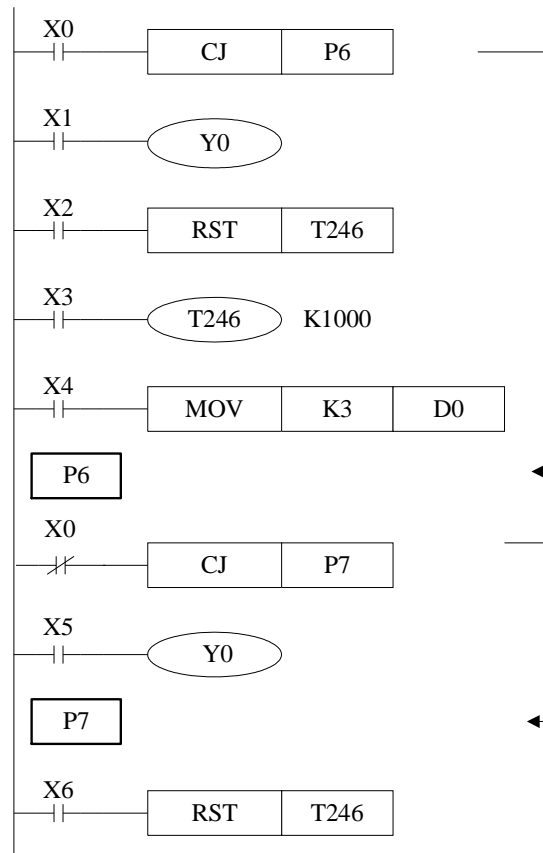 X0
CJ P6
X1
Y0
X2
RST T246
X3
T246 K1000
X4
MOV K3 D0
P6
X0
CJ P7
X5
Y0
P7
X6
RST T246